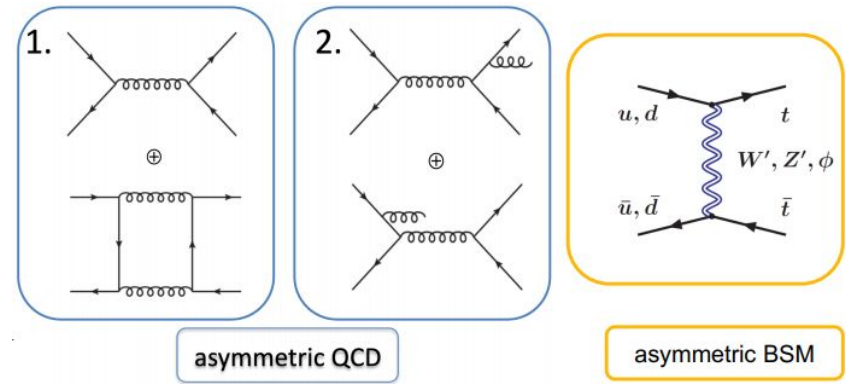 1.
2.
⊕
⊕
u, d
t
W′, Z′, ϕ
ū, d̄
t̄
asymmetric QCD
asymmetric BSM